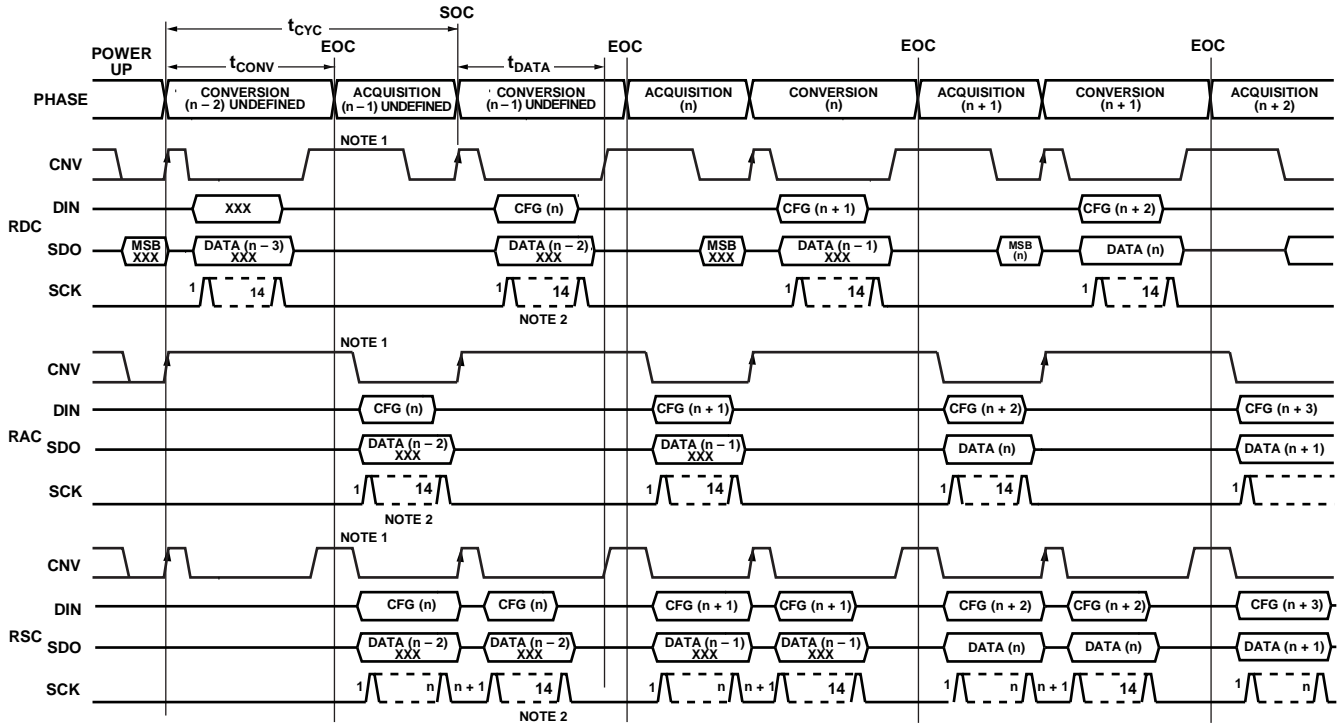 SOC
tCYC
POWER UP
EOC EOC EOC EOC
tCONV tDATA
PHASE
CONVERSION (n – 2) UNDEFINED
ACQUISITION (n – 1) UNDEFINED
CONVERSION (n – 1) UNDEFINED
ACQUISITION (n)
CONVERSION (n)
ACQUISITION (n + 1)
CONVERSION (n + 1)
ACQUISITION (n + 2)
NOTE 1
CNV
RDC
DIN XXX CFG (n) CFG (n + 1) CFG (n + 2)
SDO MSB XXX DATA (n – 3) XXX DATA (n – 2) XXX MSB XXX DATA (n – 1) XXX MSB (n) DATA (n)
SCK 1 14 1 14 1 14 1 14
NOTE 2
NOTE 1
CNV
RAC
DIN CFG (n) CFG (n + 1) CFG (n + 2) CFG (n + 3)
SDO DATA (n – 2) XXX DATA (n – 1) XXX DATA (n) DATA (n + 1)
SCK 1 14 1 14 1 14 1
NOTE 2
NOTE 1
CNV
RSC
DIN CFG (n) CFG (n) CFG (n + 1) CFG (n + 1) CFG (n + 2) CFG (n + 2) CFG (n + 3)
SDO DATA (n – 2) XXX DATA (n – 2) XXX DATA (n – 1) XXX DATA (n – 1) XXX DATA (n) DATA (n) DATA (n + 1)
SCK 1 n n + 1 14 1 n n + 1 14 1 n n + 1 14 1 n
NOTE 2